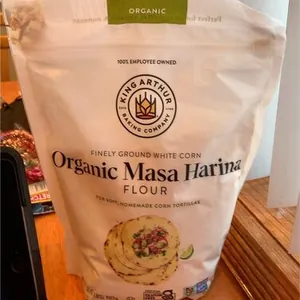 ORGANIC
100% EMPLOYEE OWNED
KING ARTHUR
BAKING COMPANY
FINELY GROUND WHITE CORN
Organic Masa Harina
FLOUR
FOR SOFT, HOMEMADE CORN TORTILLAS